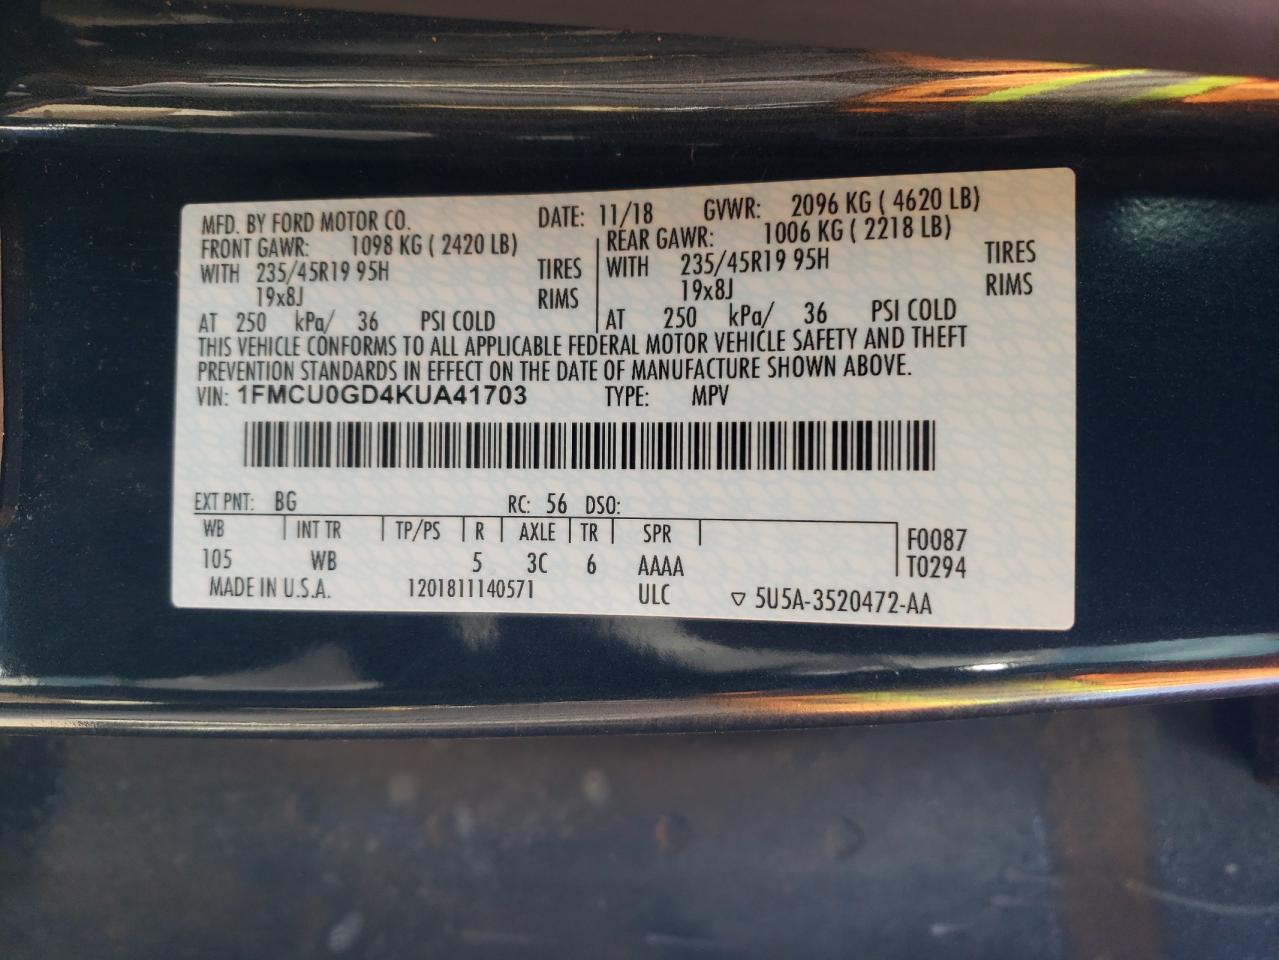 MFD. BY FORD MOTOR CO. DATE: 11/18 GVWR: 2096 KG ( 4620 LB)
FRONT GAWR: 1098 KG ( 2420 LB) REAR GAWR: 1006 KG ( 2218 LB)
WITH 235/45R19 95H TIRES WITH 235/45R19 95H TIRES
19x8J RIMS 19x8J RIMS
AT 250 kPa/ 36 PSI COLD AT 250 kPa/ 36 PSI COLD
THIS VEHICLE CONFORMS TO ALL APPLICABLE FEDERAL MOTOR VEHICLE SAFETY AND THEFT
PREVENTION STANDARDS IN EFFECT ON THE DATE OF MANUFACTURE SHOWN ABOVE.
VIN: 1FMCU0GD4KUA41703 TYPE: MPV
EXT PNT: BG RC: 56 DSO:
WB INT TR TP/PS R AXLE TR SPR F0087
105 WB 5 3C 6 AAAA T0294
MADE IN U.S.A. 1201811140571 ULC ▽ 5U5A-3520472-AA